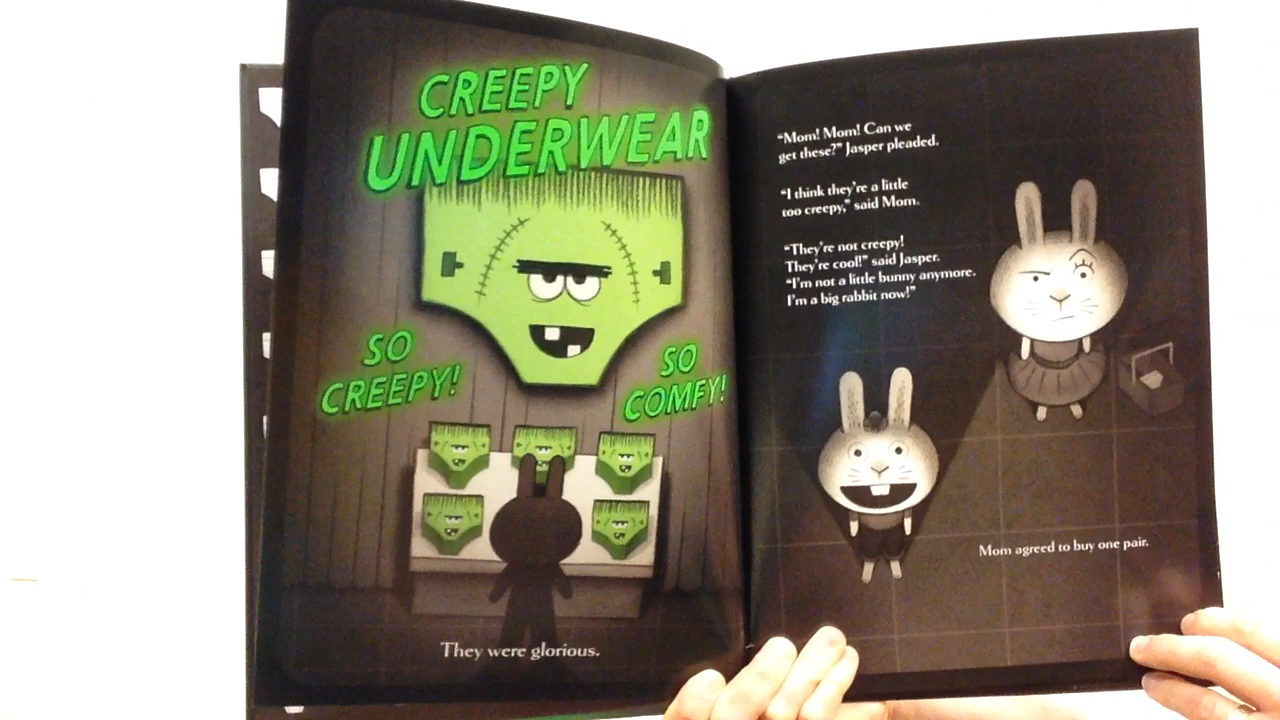 CREEPY
UNDERWEAR
SO
CREEPY!
SO
COMFY!
They were glorious.
“Mom! Mom! Can we
get these?” Jasper pleaded.
“I think they’re a little
too creepy,” said Mom.
“They’re not creepy!
They’re cool!” said Jasper.
“I’m not a little bunny anymore.
I’m a big rabbit now!”
Mom agreed to buy one pair.